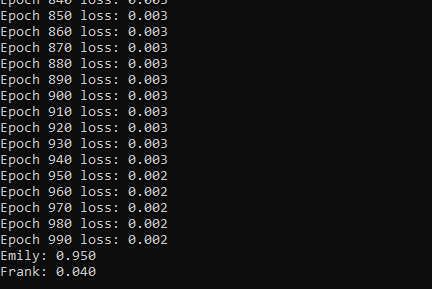 Epoch 840 loss: 0.003
Epoch 850 loss: 0.003
Epoch 860 loss: 0.003
Epoch 870 loss: 0.003
Epoch 880 loss: 0.003
Epoch 890 loss: 0.003
Epoch 900 loss: 0.003
Epoch 910 loss: 0.003
Epoch 920 loss: 0.003
Epoch 930 loss: 0.003
Epoch 940 loss: 0.003
Epoch 950 loss: 0.002
Epoch 960 loss: 0.002
Epoch 970 loss: 0.002
Epoch 980 loss: 0.002
Epoch 990 loss: 0.002
Emily: 0.950
Frank: 0.040